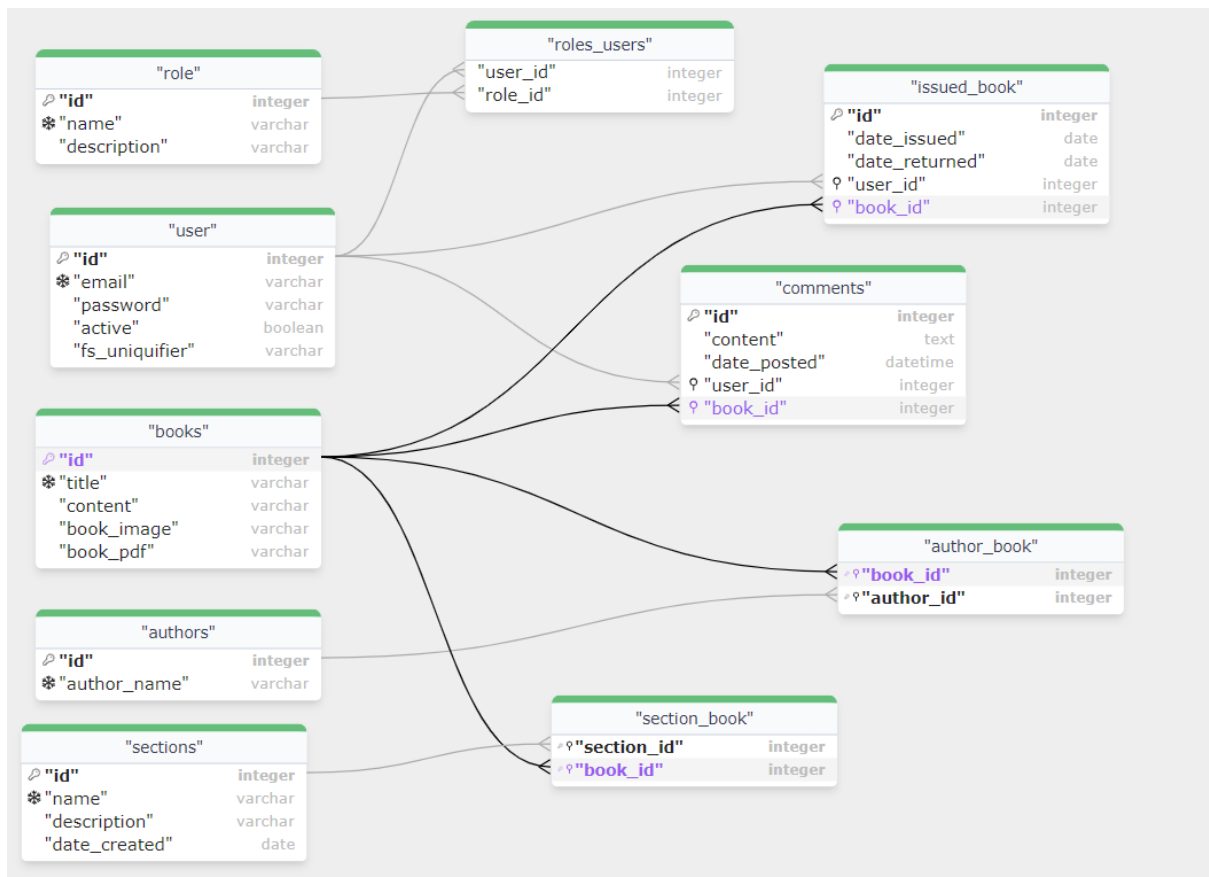 "role"
"id" integer
"name" varchar
"description" varchar
"roles_users"
"user_id" integer
"role_id" integer
"issued_book"
"id" integer
"date_issued" date
"date_returned" date
"user_id" integer
"book_id" integer
"user"
"id" integer
"email" varchar
"password" varchar
"active" boolean
"fs_uniquifier" varchar
"comments"
"id" integer
"content" text
"date_posted" datetime
"user_id" integer
"book_id" integer
"books"
"id" integer
"title" varchar
"content" varchar
"book_image" varchar
"book_pdf" varchar
"author_book"
"book_id" integer
"author_id" integer
"authors"
"id" integer
"author_name" varchar
"section_book"
"section_id" integer
"book_id" integer
"sections"
"id" integer
"name" varchar
"description" varchar
"date_created" date